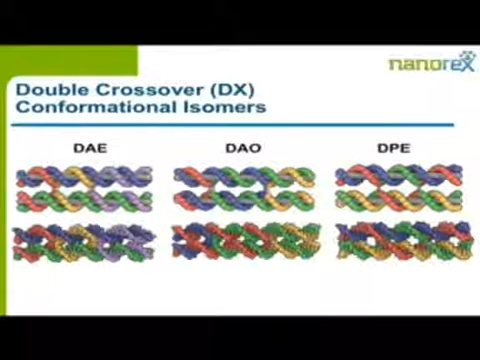 nanorex
Double Crossover (DX)
Conformational Isomers
DAE DAO DPE